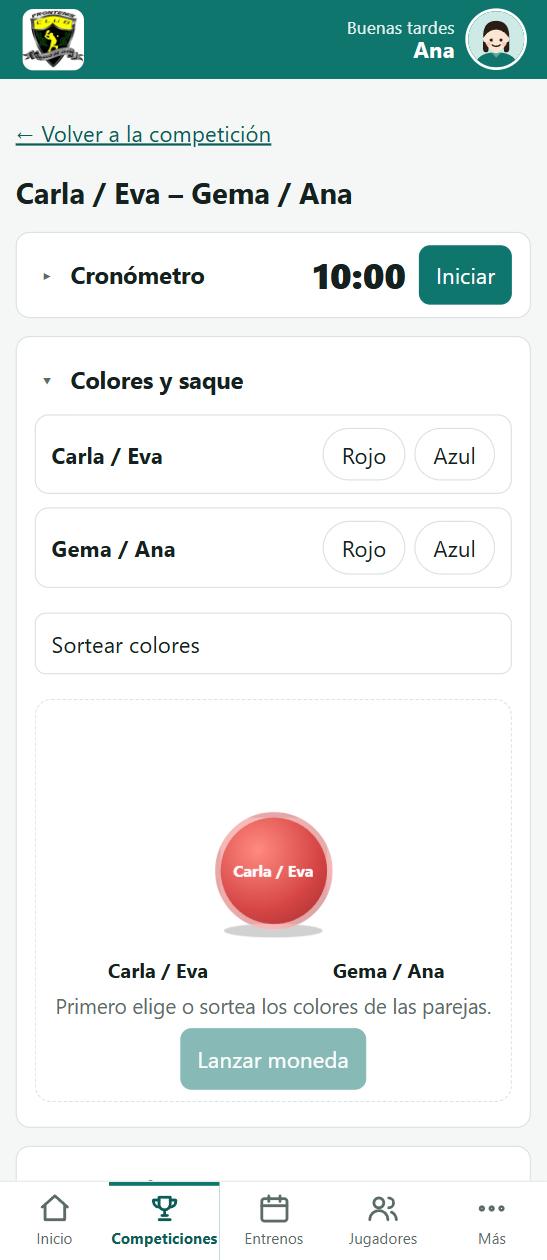 FRONTENIS
CLUB
Buenas tardes
Ana
← Volver a la competición
Carla / Eva – Gema / Ana
▸ Cronómetro 10:00 Iniciar
▾ Colores y saque
Carla / Eva Rojo Azul
Gema / Ana Rojo Azul
Sortear colores
Carla / Eva
Carla / Eva Gema / Ana
Primero elige o sortea los colores de las parejas.
Lanzar moneda
Inicio Competiciones Entrenos Jugadores Más